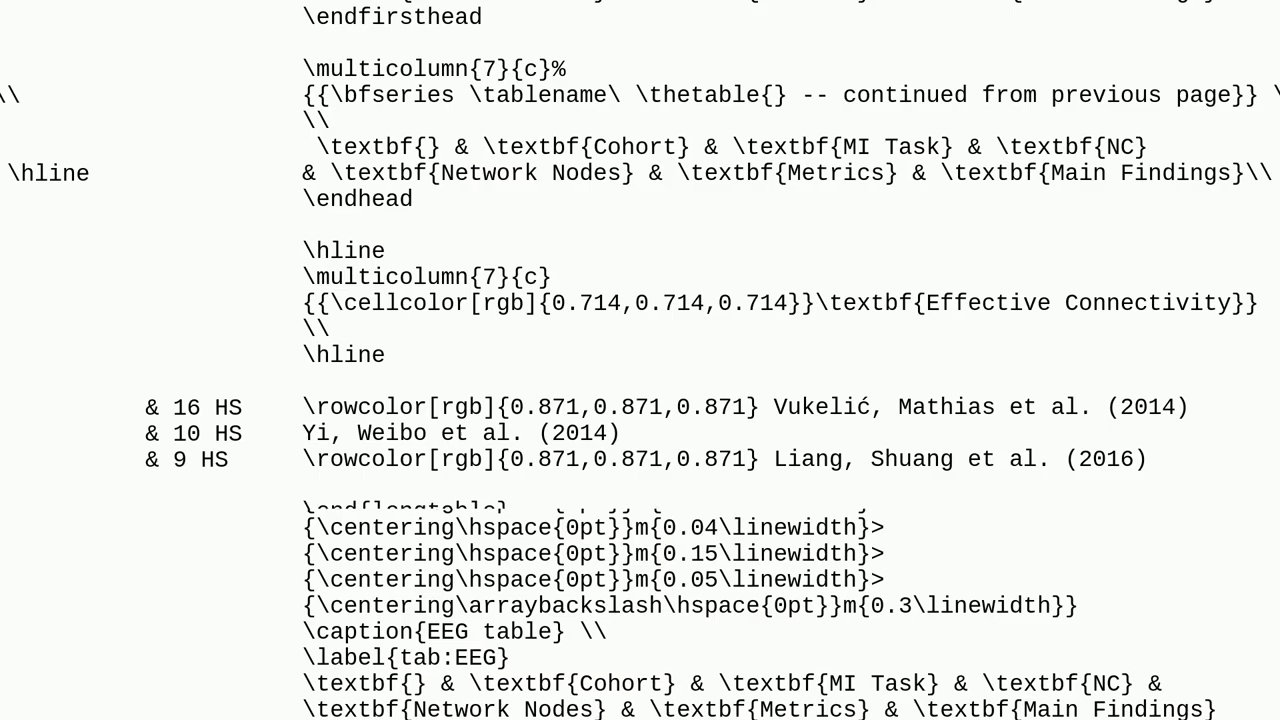 \endfirsthead
\multicolumn{7}{c}%
\\ {{\bfseries \tablename\ \thetable{} -- continued from previous page}} \
\\
\textbf{} & \textbf{Cohort} & \textbf{MI Task} & \textbf{NC}
\hline & \textbf{Network Nodes} & \textbf{Metrics} & \textbf{Main Findings}\\
\endhead
\hline
\multicolumn{7}{c}
{{\cellcolor[rgb]{0.714,0.714,0.714}}\textbf{Effective Connectivity}}
\\
\hline
& 16 HS \rowcolor[rgb]{0.871,0.871,0.871} Vukelić, Mathias et al. (2014)
& 10 HS Yi, Weibo et al. (2014)
& 9 HS \rowcolor[rgb]{0.871,0.871,0.871} Liang, Shuang et al. (2016)
{\centering\hspace{0pt}}m{0.04\linewidth}>
{\centering\hspace{0pt}}m{0.15\linewidth}>
{\centering\hspace{0pt}}m{0.05\linewidth}>
{\centering\arraybackslash\hspace{0pt}}m{0.3\linewidth}}
\caption{EEG table} \\
\label{tab:EEG}
\textbf{} & \textbf{Cohort} & \textbf{MI Task} & \textbf{NC} &
\textbf{Network Nodes} & \textbf{Metrics} & \textbf{Main Findings}